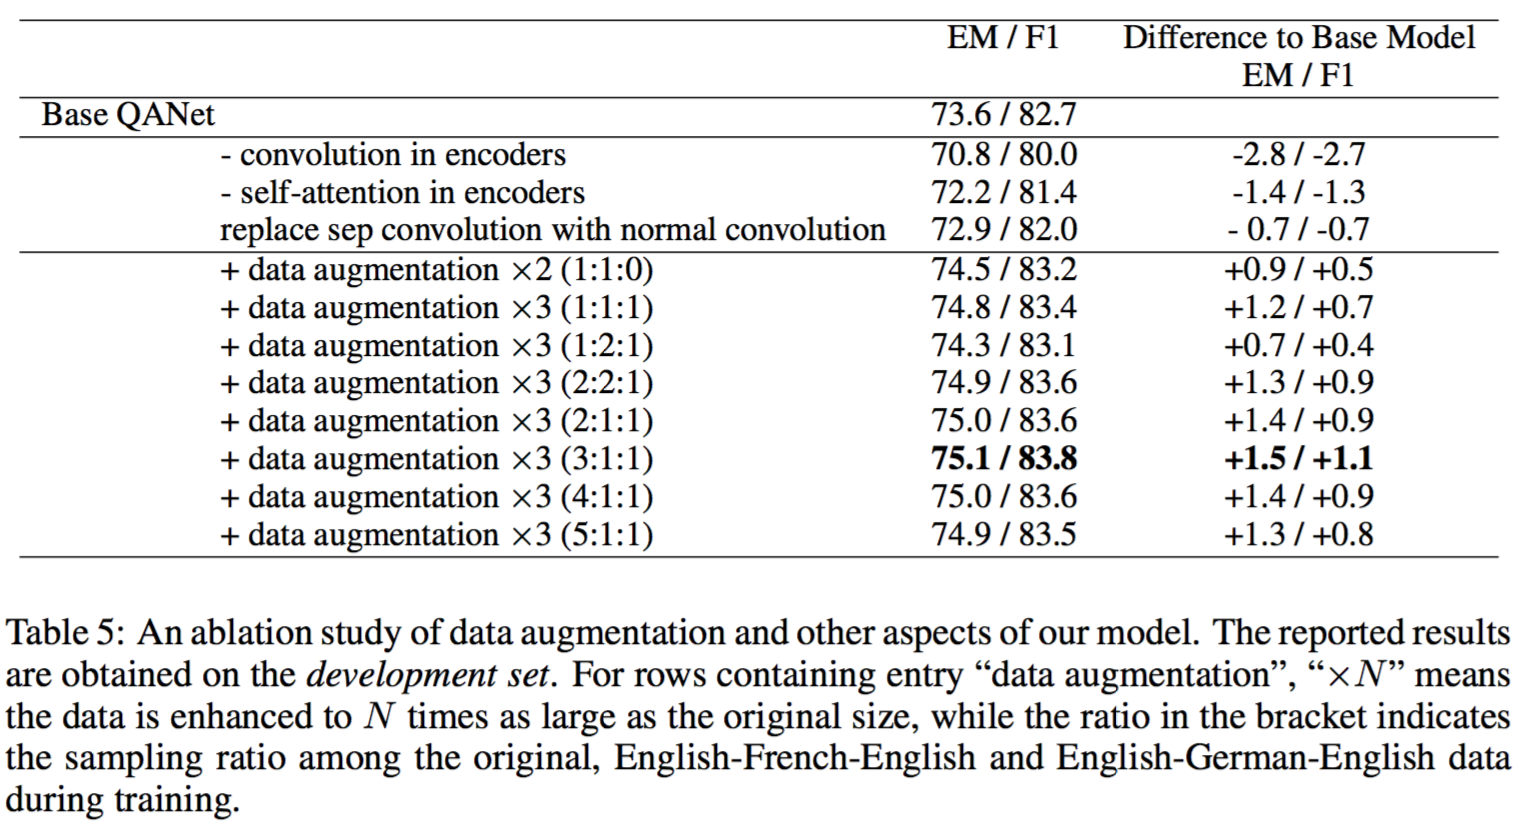 EM / F1 Difference to Base Model
EM / F1
Base QANet 73.6 / 82.7
- convolution in encoders 70.8 / 80.0 -2.8 / -2.7
- self-attention in encoders 72.2 / 81.4 -1.4 / -1.3
replace sep convolution with normal convolution 72.9 / 82.0 - 0.7 / -0.7
+ data augmentation ×2 (1:1:0) 74.5 / 83.2 +0.9 / +0.5
+ data augmentation ×3 (1:1:1) 74.8 / 83.4 +1.2 / +0.7
+ data augmentation ×3 (1:2:1) 74.3 / 83.1 +0.7 / +0.4
+ data augmentation ×3 (2:2:1) 74.9 / 83.6 +1.3 / +0.9
+ data augmentation ×3 (2:1:1) 75.0 / 83.6 +1.4 / +0.9
+ data augmentation ×3 (3:1:1) 75.1 / 83.8 +1.5 / +1.1
+ data augmentation ×3 (4:1:1) 75.0 / 83.6 +1.4 / +0.9
+ data augmentation ×3 (5:1:1) 74.9 / 83.5 +1.3 / +0.8
Table 5: An ablation study of data augmentation and other aspects of our model. The reported results
are obtained on the development set. For rows containing entry “data augmentation”, “×N” means
the data is enhanced to N times as large as the original size, while the ratio in the bracket indicates
the sampling ratio among the original, English-French-English and English-German-English data
during training.